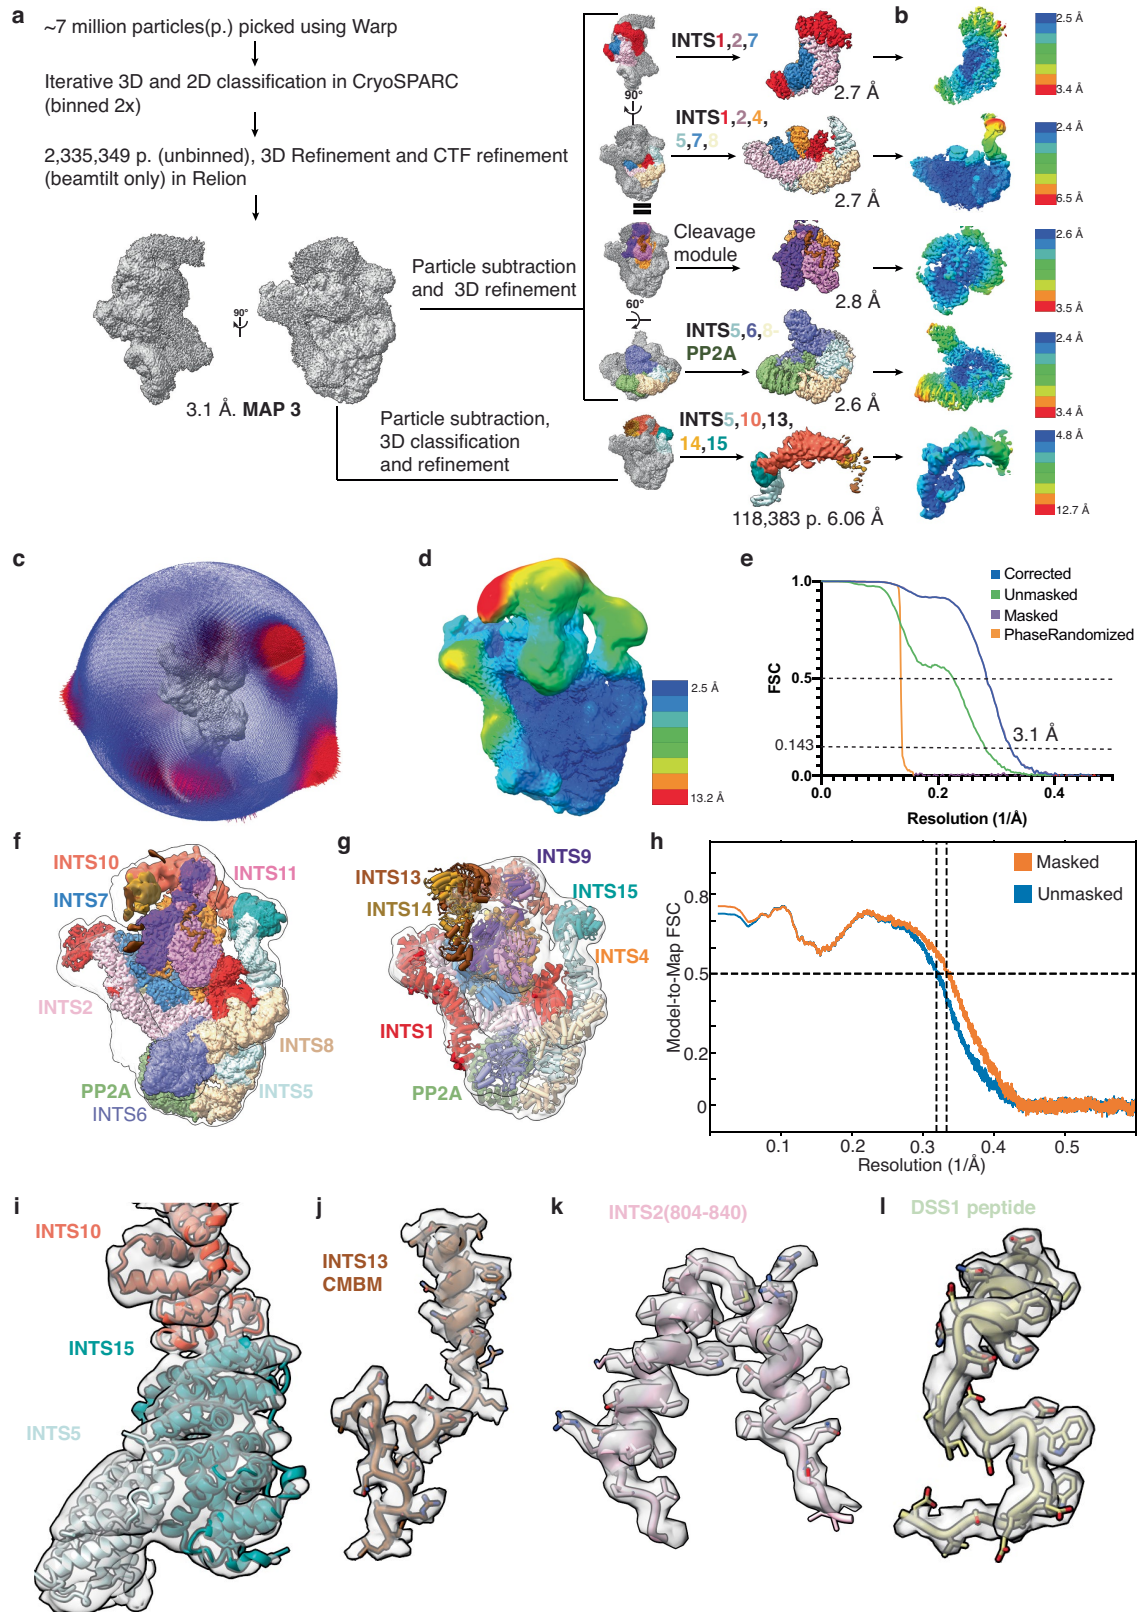 a
~7 million particles(p.) picked using Warp
Iterative 3D and 2D classification in CryoSPARC
(binned 2x)
2,335,349 p. (unbinned), 3D Refinement and CTF refinement
(beamtilt only) in Relion
90°
3.1 Å. MAP 3
Particle subtraction
and 3D refinement
Particle subtraction,
3D classification
and refinement
INTS1,2,7
2.7 Å
90°
INTS1,2,4,
5,7,8
2.7 Å
=
Cleavage
module
2.8 Å
60°
INTS5,6,8-
PP2A
2.6 Å
INTS5,10,13,
14,15
118,383 p. 6.06 Å
b
2.5 Å
3.4 Å
2.4 Å
6.5 Å
2.6 Å
3.5 Å
2.4 Å
3.4 Å
4.8 Å
12.7 Å
c
d
2.5 Å
13.2 Å
e
Corrected
Unmasked
Masked
PhaseRandomized
1.0
0.5
0.143
0.0
FSC
3.1 Å
0.0
0.2
0.4
Resolution (1/Å)
f
INTS10
INTS11
INTS7
INTS2
INTS8
PP2A
INTS5
INTS6
g
INTS9
INTS13
INTS15
INTS14
INTS4
INTS1
PP2A
h
Masked
Unmasked
Model-to-Map FSC
0.8
0.5
0.2
0
0.1
0.2
0.3
0.4
0.5
Resolution (1/Å)
i
INTS10
INTS15
INTS5
j
INTS13
CMBM
k
INTS2(804-840)
l
DSS1 peptide